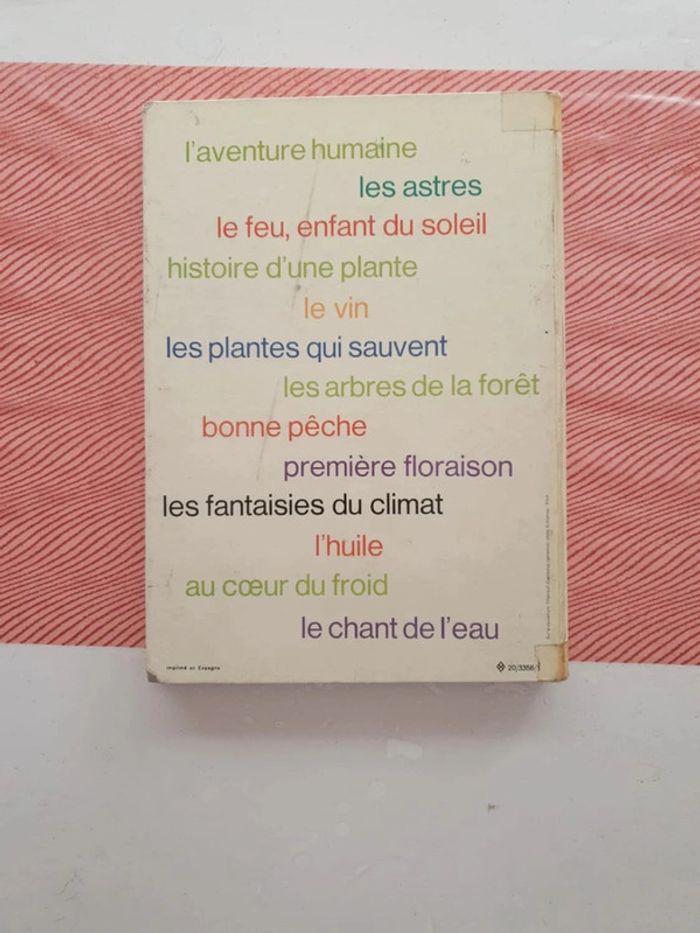 l'aventure humaine
les astres
le feu, enfant du soleil
histoire d'une plante
le vin
les plantes qui sauvent
les arbres de la forêt
bonne pêche
première floraison
les fantaisies du climat
l'huile
au cœur du froid
le chant de l'eau
imprimé en Espagne
20/3356/